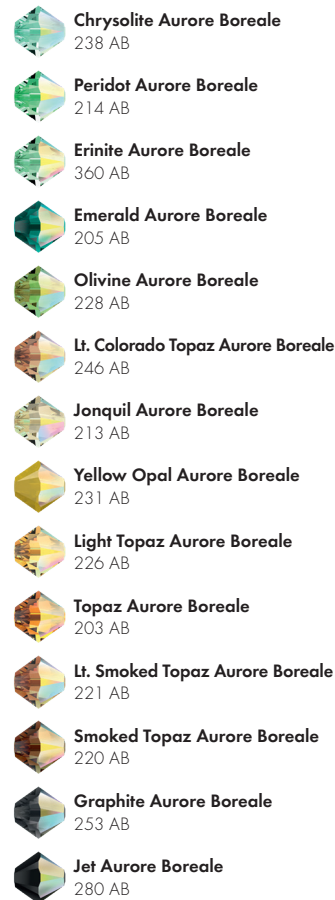 Chrysolite Aurore Boreale
238 AB
Peridot Aurore Boreale
214 AB
Erinite Aurore Boreale
360 AB
Emerald Aurore Boreale
205 AB
Olivine Aurore Boreale
228 AB
Lt. Colorado Topaz Aurore Boreale
246 AB
Jonquil Aurore Boreale
213 AB
Yellow Opal Aurore Boreale
231 AB
Light Topaz Aurore Boreale
226 AB
Topaz Aurore Boreale
203 AB
Lt. Smoked Topaz Aurore Boreale
221 AB
Smoked Topaz Aurore Boreale
220 AB
Graphite Aurore Boreale
253 AB
Jet Aurore Boreale
280 AB